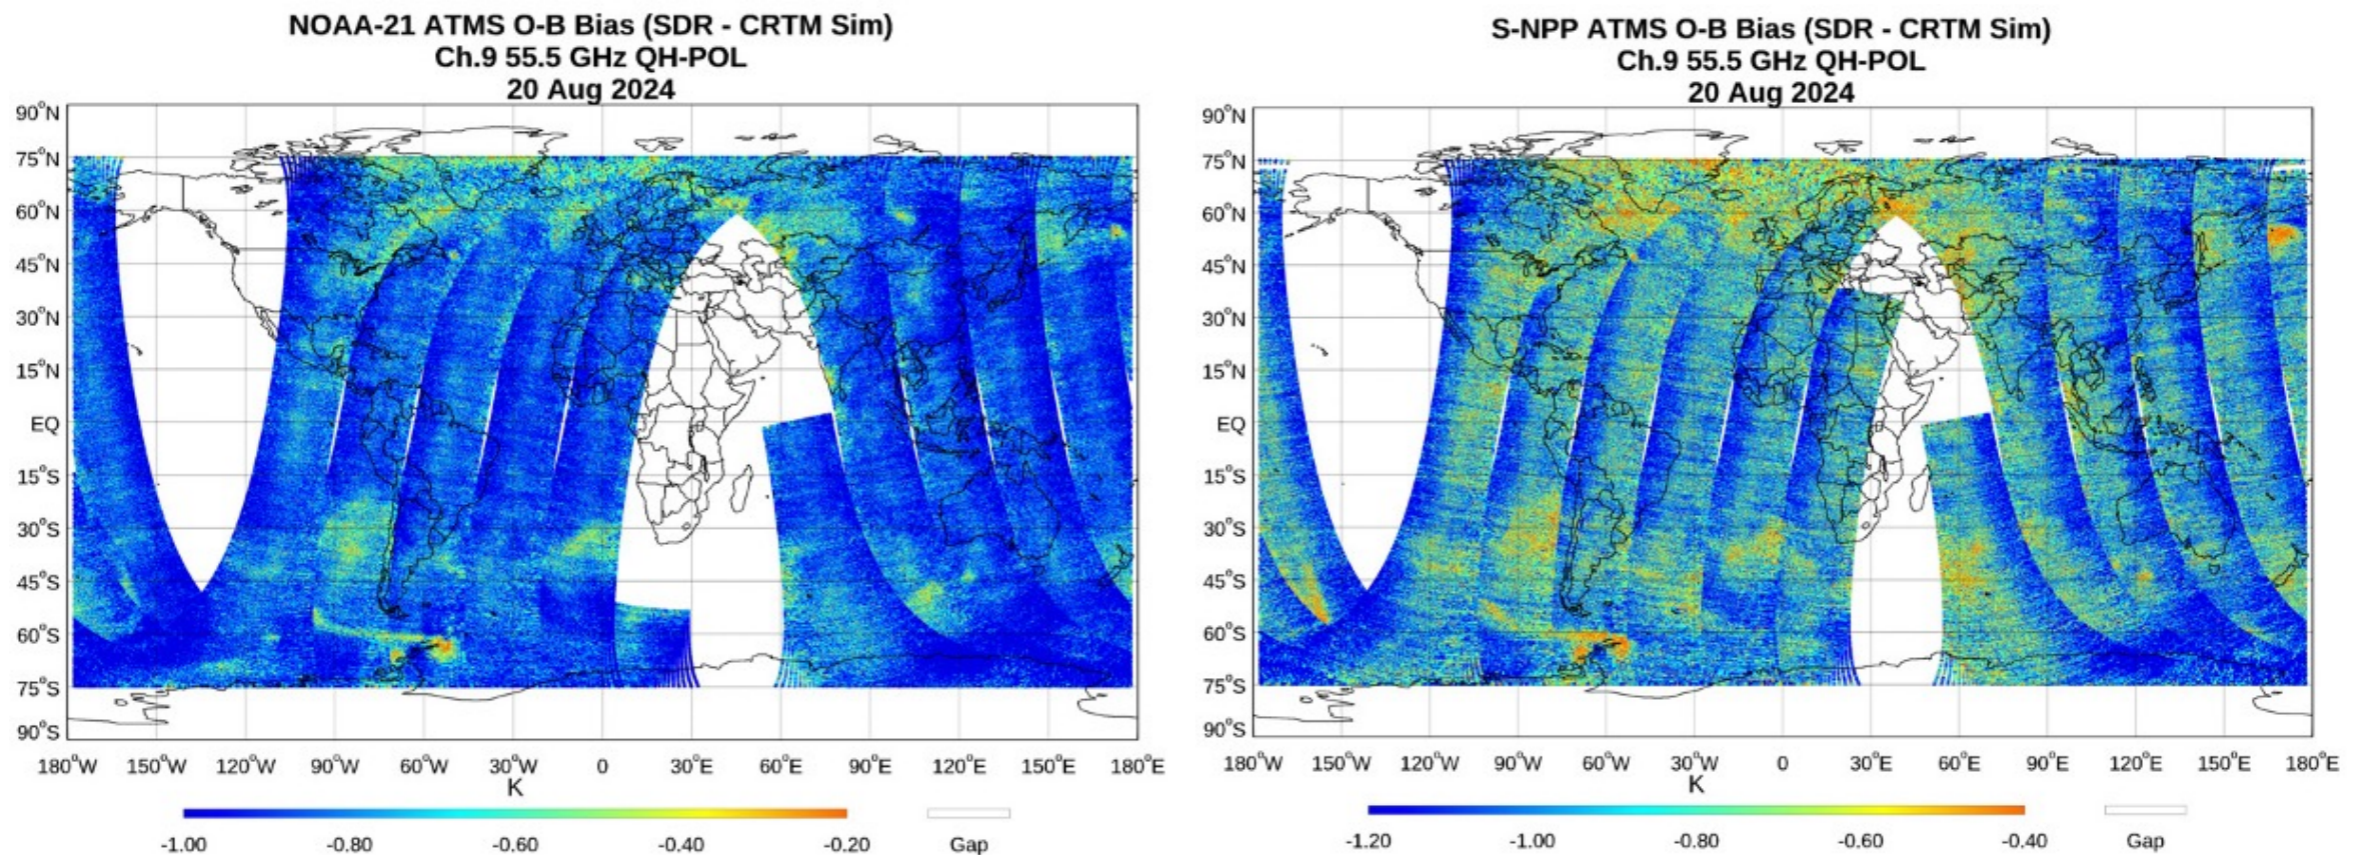 NOAA-21 ATMS O-B Bias (SDR - CRTM Sim)
Ch.9 55.5 GHz QH-POL
20 Aug 2024
90°N
75°N
60°N
45°N
30°N
15°N
EQ
15°S
30°S
45°S
60°S
75°S
90°S
180°W 150°W 120°W 90°W 60°W 30°W 0 30°E 60°E 90°E 120°E 150°E 180°E
K
-1.00 -0.80 -0.60 -0.40 -0.20 Gap
S-NPP ATMS O-B Bias (SDR - CRTM Sim)
Ch.9 55.5 GHz QH-POL
20 Aug 2024
90°N
75°N
60°N
45°N
30°N
15°N
EQ
15°S
30°S
45°S
60°S
75°S
90°S
180°W 150°W 120°W 90°W 60°W 30°W 0 30°E 60°E 90°E 120°E 150°E 180°E
K
-1.20 -1.00 -0.80 -0.60 -0.40 Gap